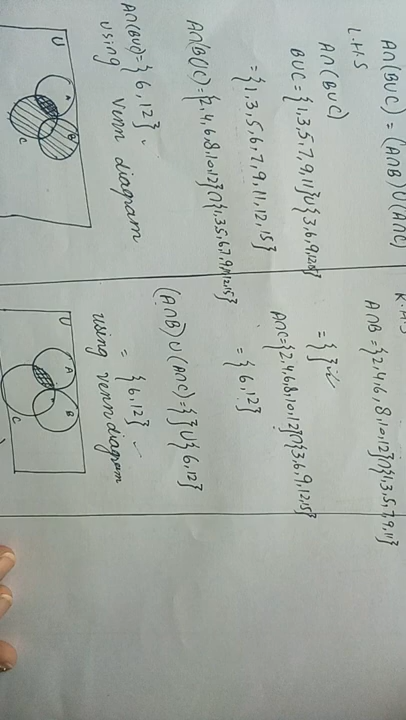 A∩(B∪C) = (A∩B)∪(A∩C)
L.H.S
A∩(B∪C)
B∪C = {1,3,5,7,9,11}∪{3,6,9,12,15}
= {1,3,5,6,7,9,11,12,15}
A∩(B∪C) = {2,4,6,8,10,12}∩{1,3,5,6,7,9,11,12,15}
A∩(B∪C) = {6,12}
using venn diagram
U
A
B
C
R.H.S
A∩B = {2,4,6,8,10,12}∩{1,3,5,7,9,11}
= { }
A∩C = {2,4,6,8,10,12}∩{3,6,9,12,15}
= {6,12}
(A∩B)∪(A∩C) = { }∪{6,12}
= {6,12}
using venn diagram
U
A
B
C